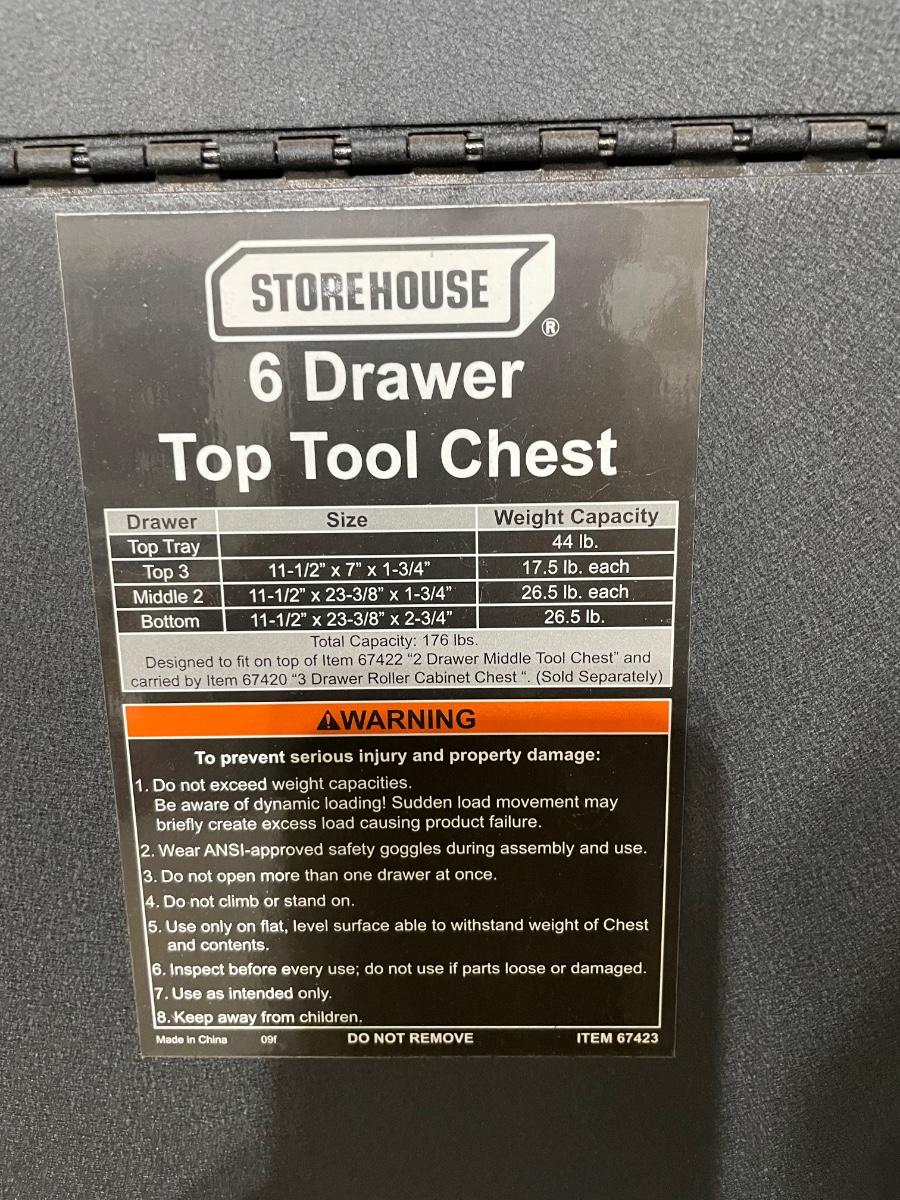 STOREHOUSE
®
6 Drawer
Top Tool Chest
Drawer Size Weight Capacity
Top Tray 44 lb.
Top 3 11-1/2” x 7” x 1-3/4” 17.5 lb. each
Middle 2 11-1/2” x 23-3/8” x 1-3/4” 26.5 lb. each
Bottom 11-1/2” x 23-3/8” x 2-3/4” 26.5 lb.
Total Capacity: 176 lbs.
Designed to fit on top of Item 67422 “2 Drawer Middle Tool Chest” and
carried by Item 67420 “3 Drawer Roller Cabinet Chest “. (Sold Separately)
⚠WARNING
To prevent serious injury and property damage:
1. Do not exceed weight capacities.
Be aware of dynamic loading! Sudden load movement may
briefly create excess load causing product failure.
2. Wear ANSI-approved safety goggles during assembly and use.
3. Do not open more than one drawer at once.
4. Do not climb or stand on.
5. Use only on flat, level surface able to withstand weight of Chest
and contents.
6. Inspect before every use; do not use if parts loose or damaged.
7. Use as intended only.
8. Keep away from children.
Made in China 09f DO NOT REMOVE ITEM 67423